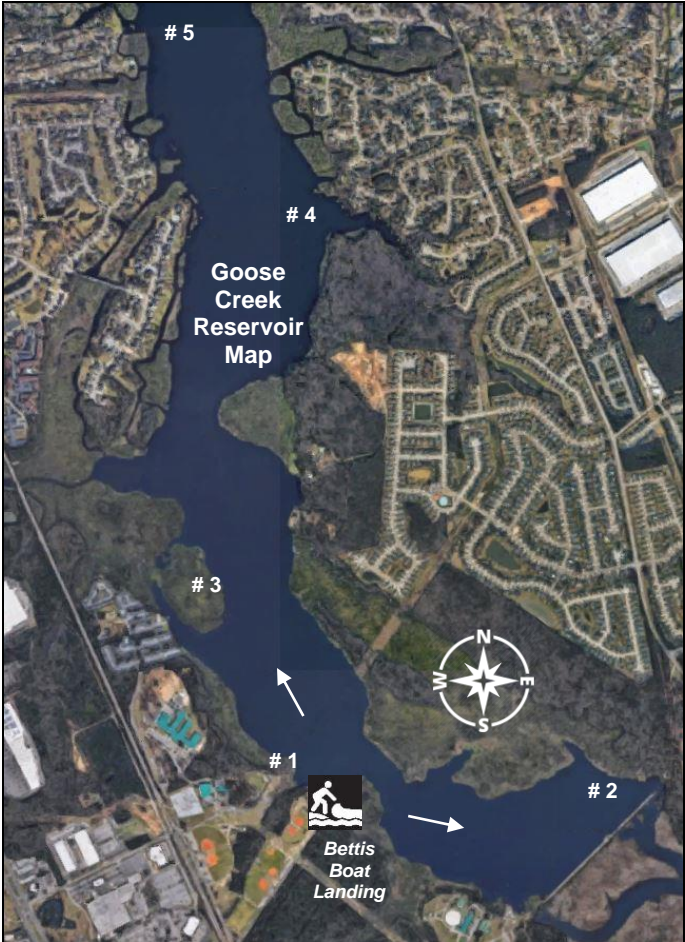 # 5
# 4
Goose
Creek
Reservoir
Map
# 3
N
W
E
S
# 1
# 2
Bettis
Boat
Landing